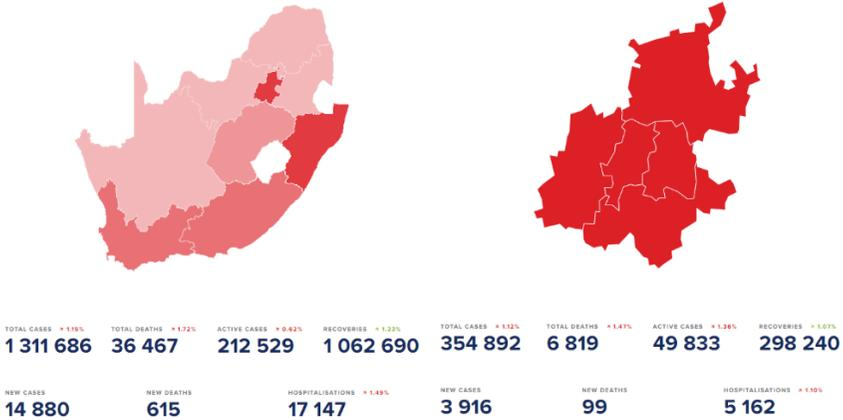 TOTAL CASES × 1.15% TOTAL DEATHS × 1.72% ACTIVE CASES × 0.62% RECOVERIES × 1.23%
1 311 686 36 467 212 529 1 062 690
NEW CASES NEW DEATHS HOSPITALISATIONS × 1.49%
14 880 615 17 147
TOTAL CASES × 1.12% TOTAL DEATHS × 1.47% ACTIVE CASES × 1.36% RECOVERIES × 1.07%
354 892 6 819 49 833 298 240
NEW CASES NEW DEATHS HOSPITALISATIONS × 1.10%
3 916 99 5 162